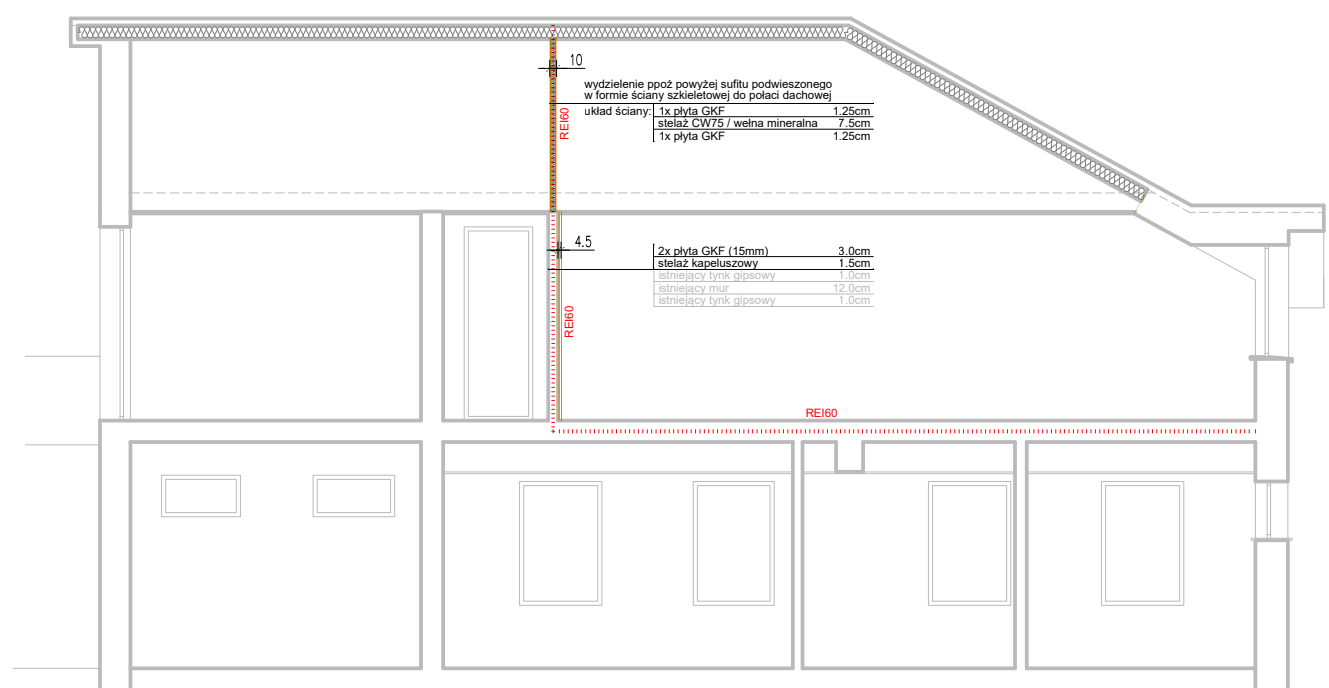 10
wydzielenie ppoż powyżej sufitu podwieszonego
w formie ściany szkieletowej do połaci dachowej
układ ściany: 1x płyta GKF 1.25cm
stelaż CW75 / wełna mineralna 7.5cm
1x płyta GKF 1.25cm
REI60
4.5
2x płyta GKF (15mm) 3.0cm
stelaż kapeluszowy 1.5cm
istniejący tynk gipsowy 1.0cm
istniejący mur 12.0cm
istniejący tynk gipsowy 1.0cm
REI60
REI60